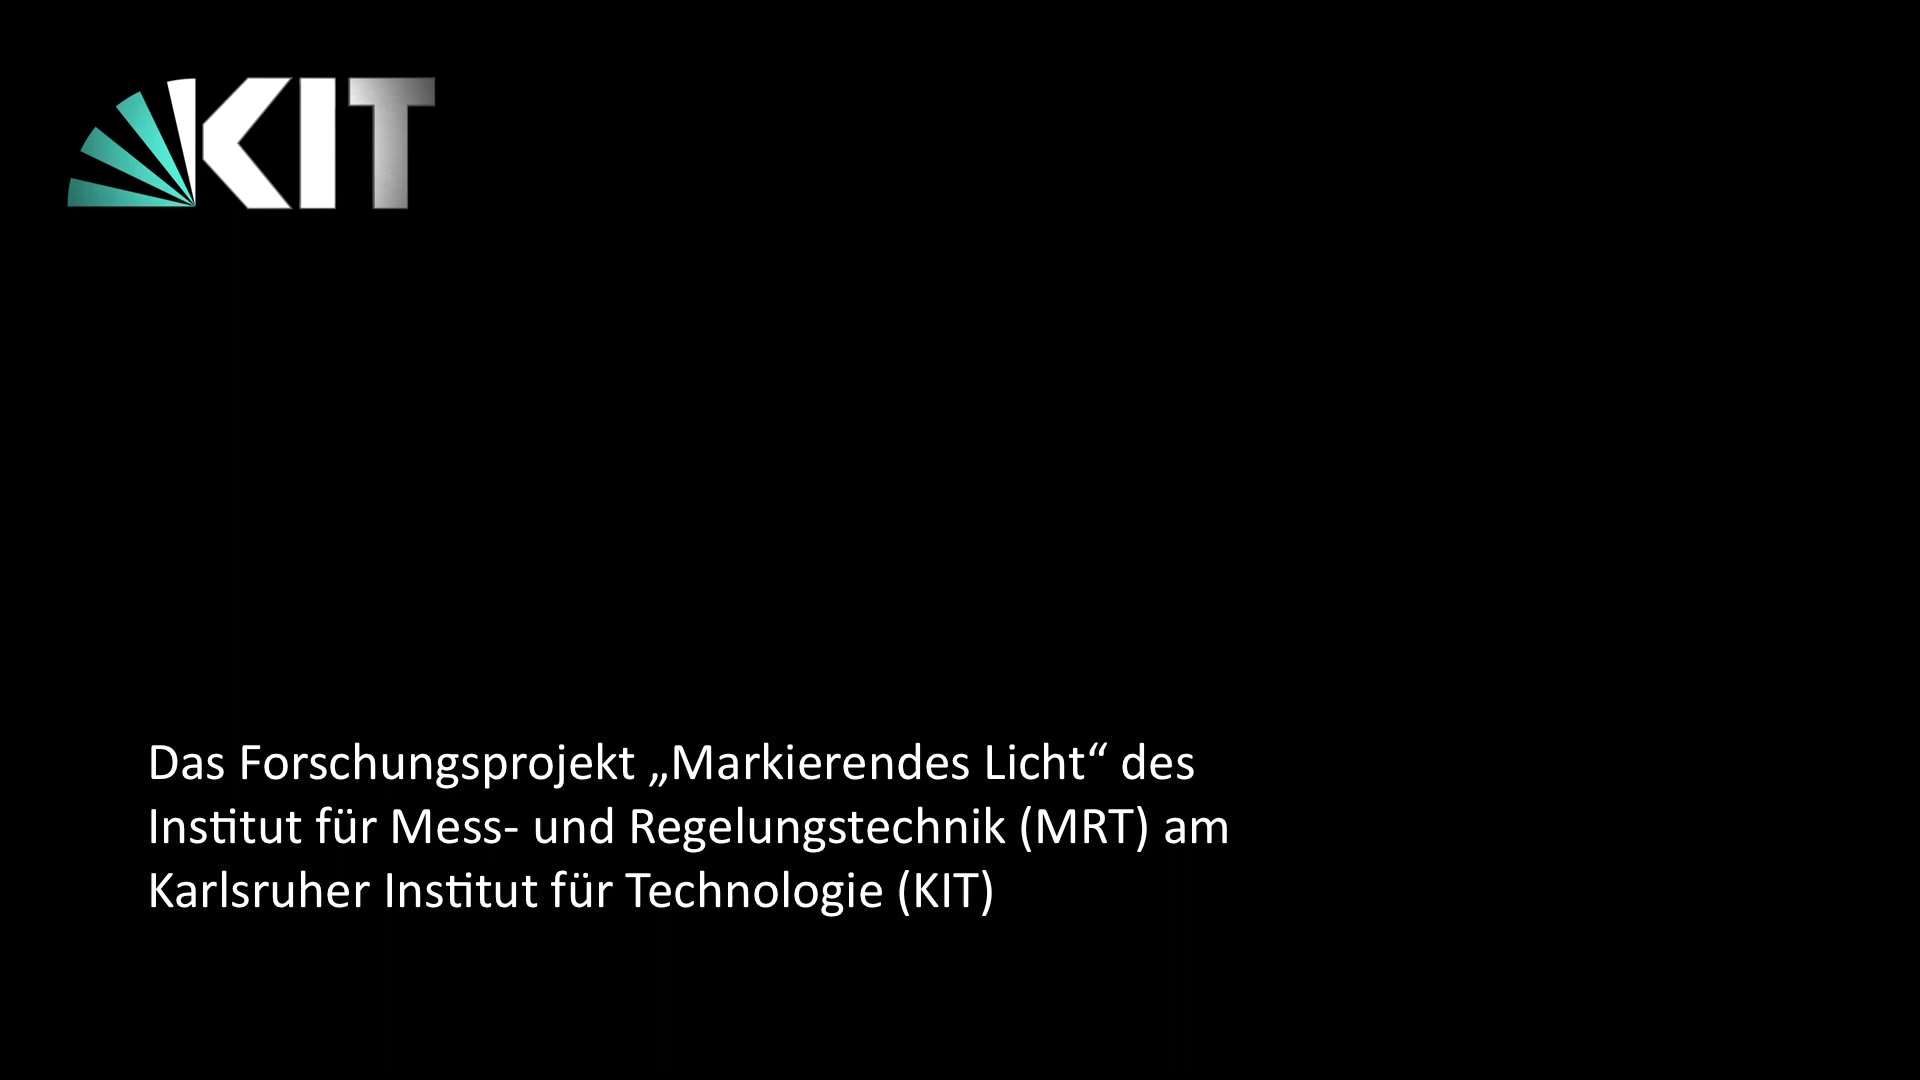 KIT
Das Forschungsprojekt „Markierendes Licht“ des
Institut für Mess- und Regelungstechnik (MRT) am
Karlsruher Institut für Technologie (KIT)